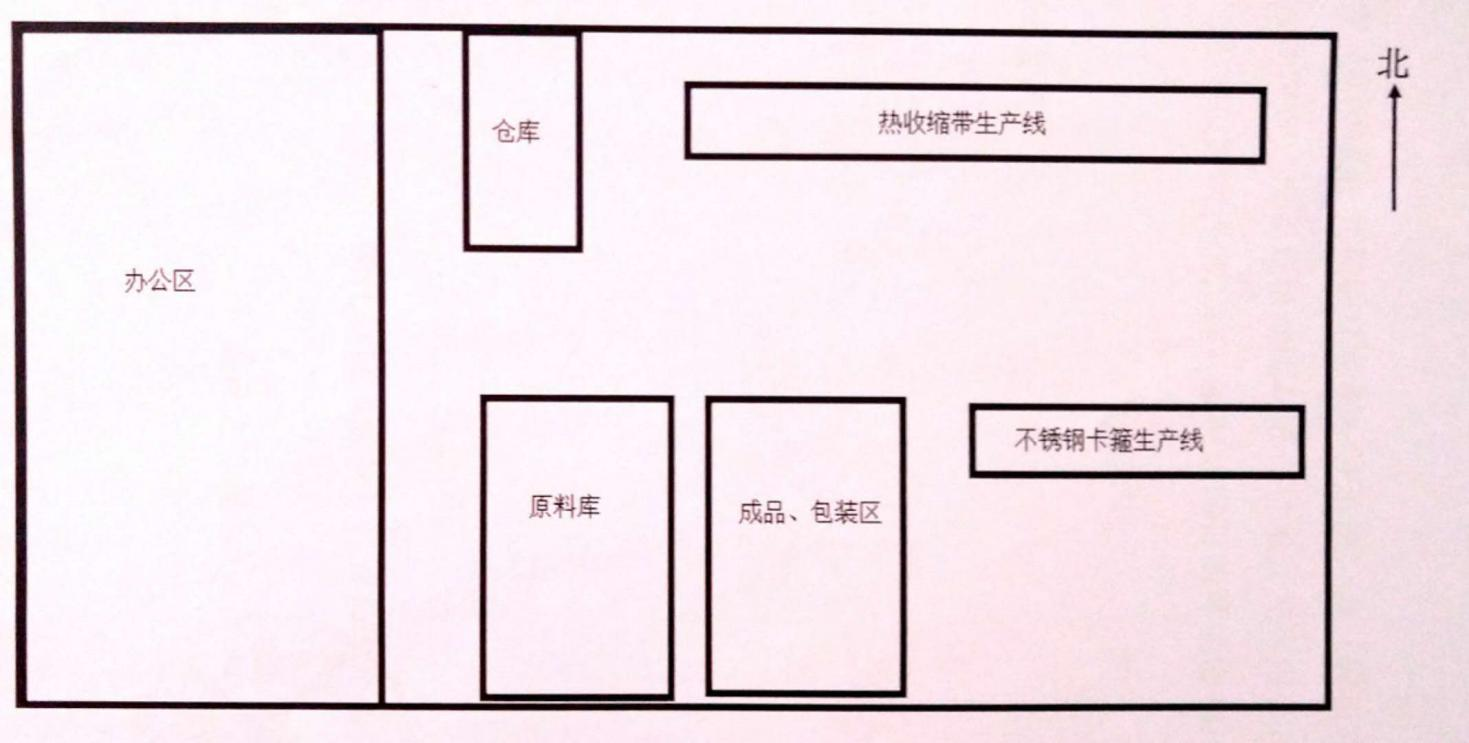 北
仓库
热收缩带生产线
办公区
不锈钢卡箍生产线
原料库
成品、包装区